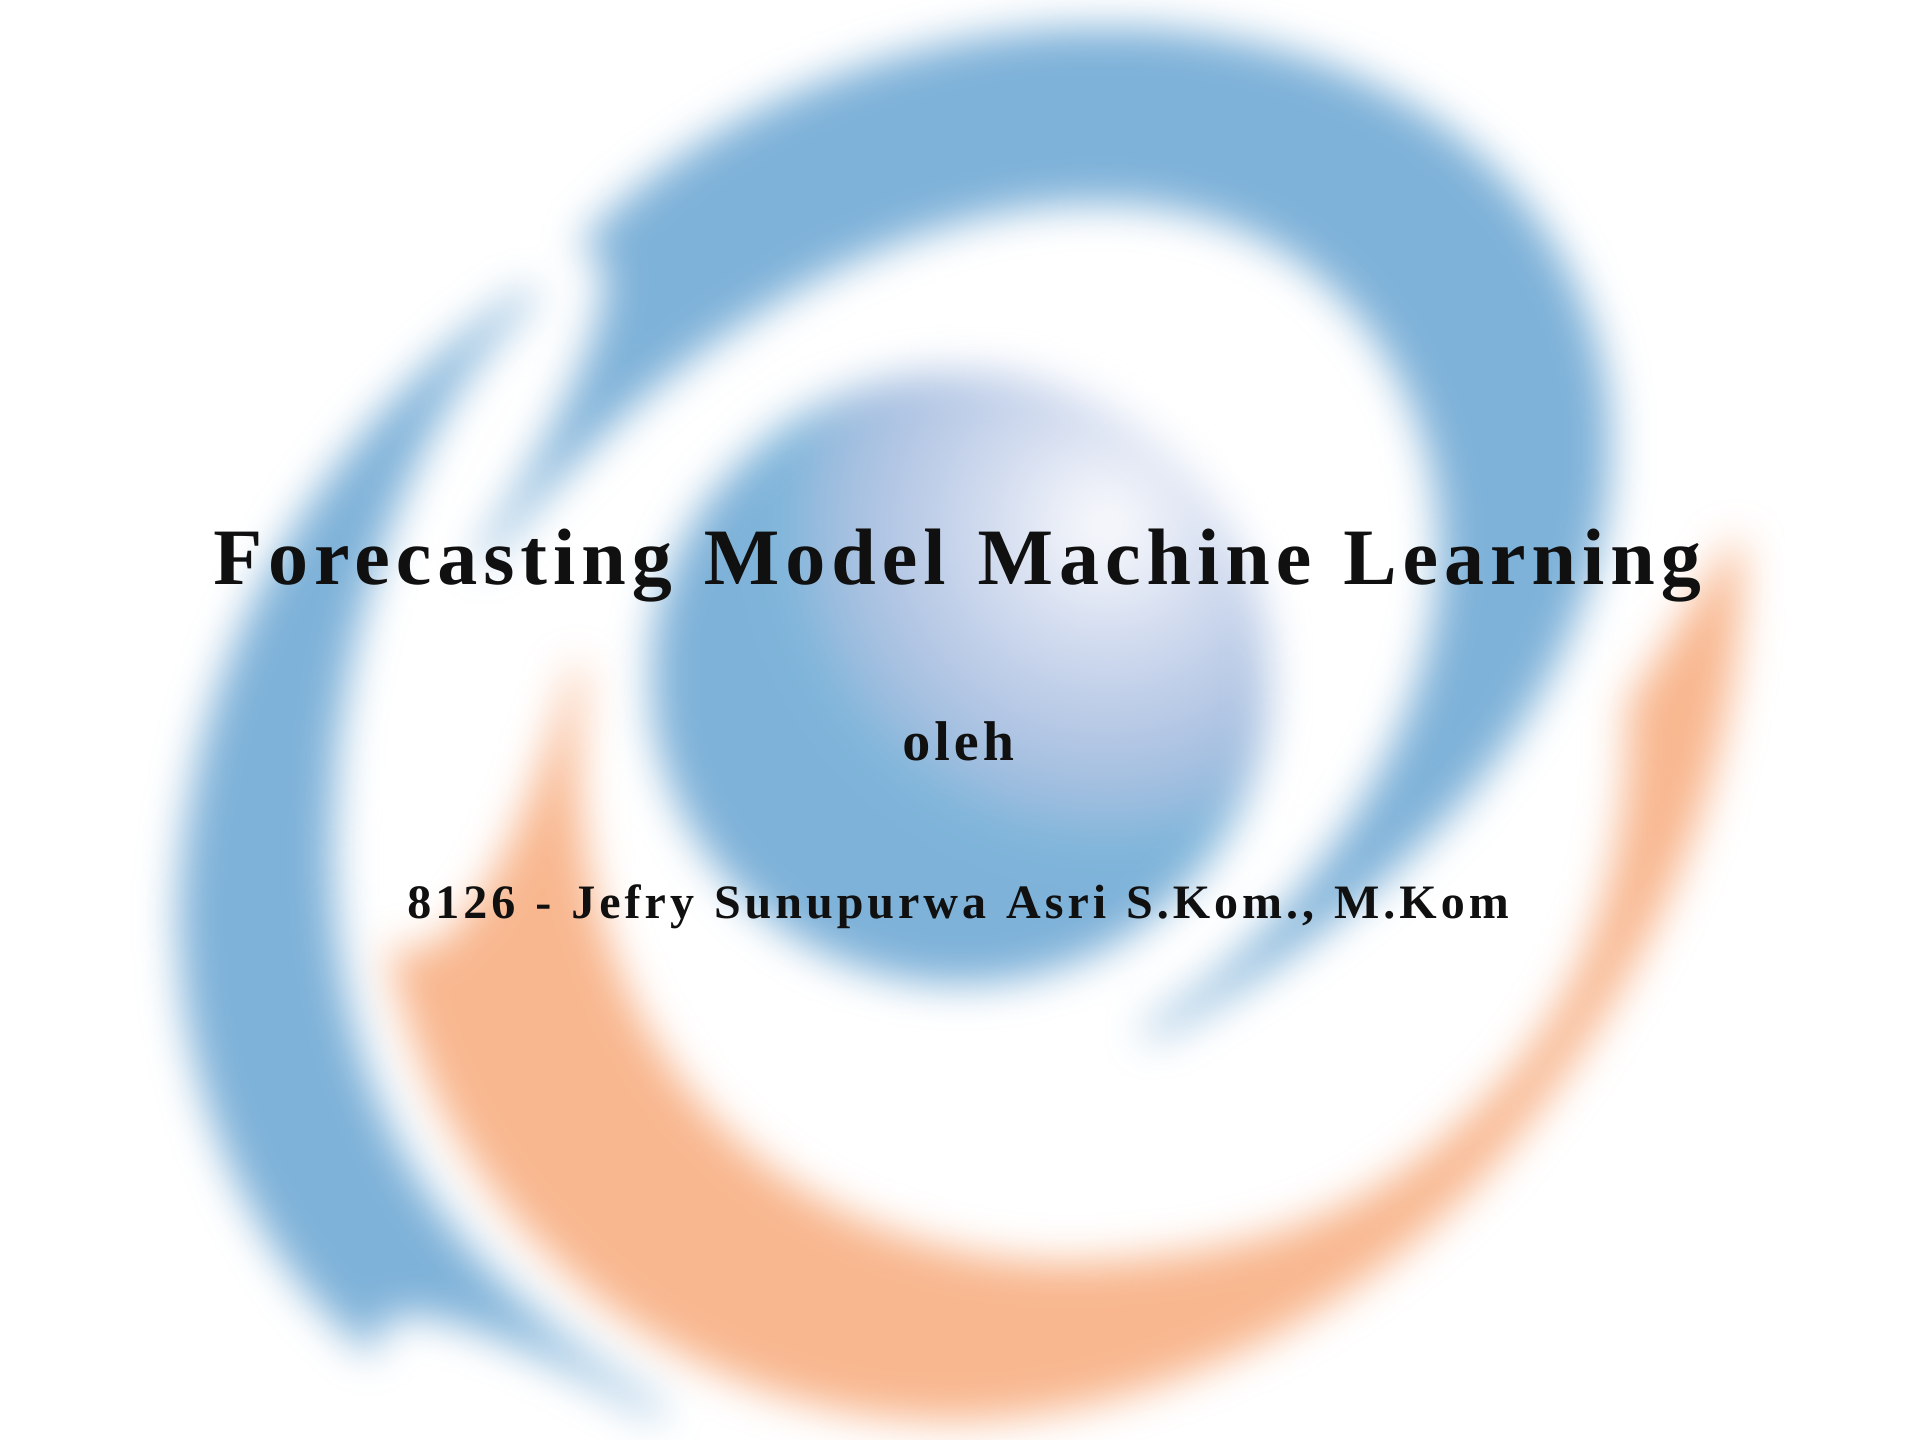 Forecasting Model Machine Learning
oleh
8126 - Jefry Sunupurwa Asri S.Kom., M.Kom